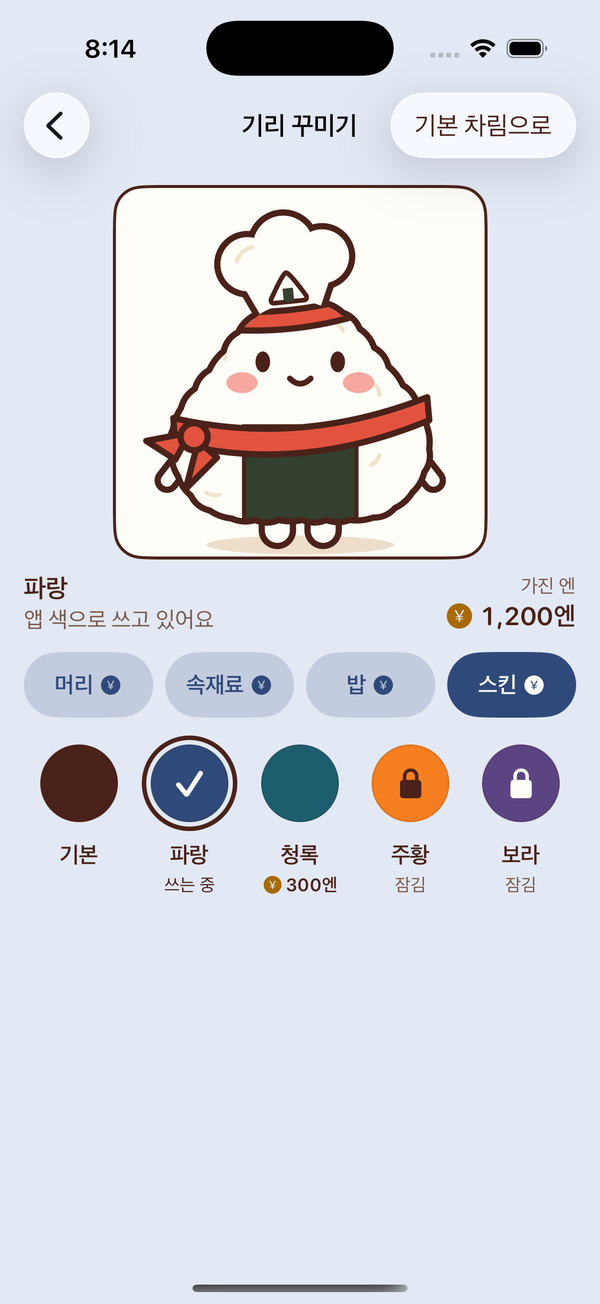 8:14
기리 꾸미기
기본 차림으로
파랑
가진 엔
앱 색으로 쓰고 있어요
¥ 1,200엔
머리 ¥
속재료 ¥
밥 ¥
스킨 ¥
기본
파랑
청록
주황
보라
쓰는 중
¥ 300엔
잠김
잠김